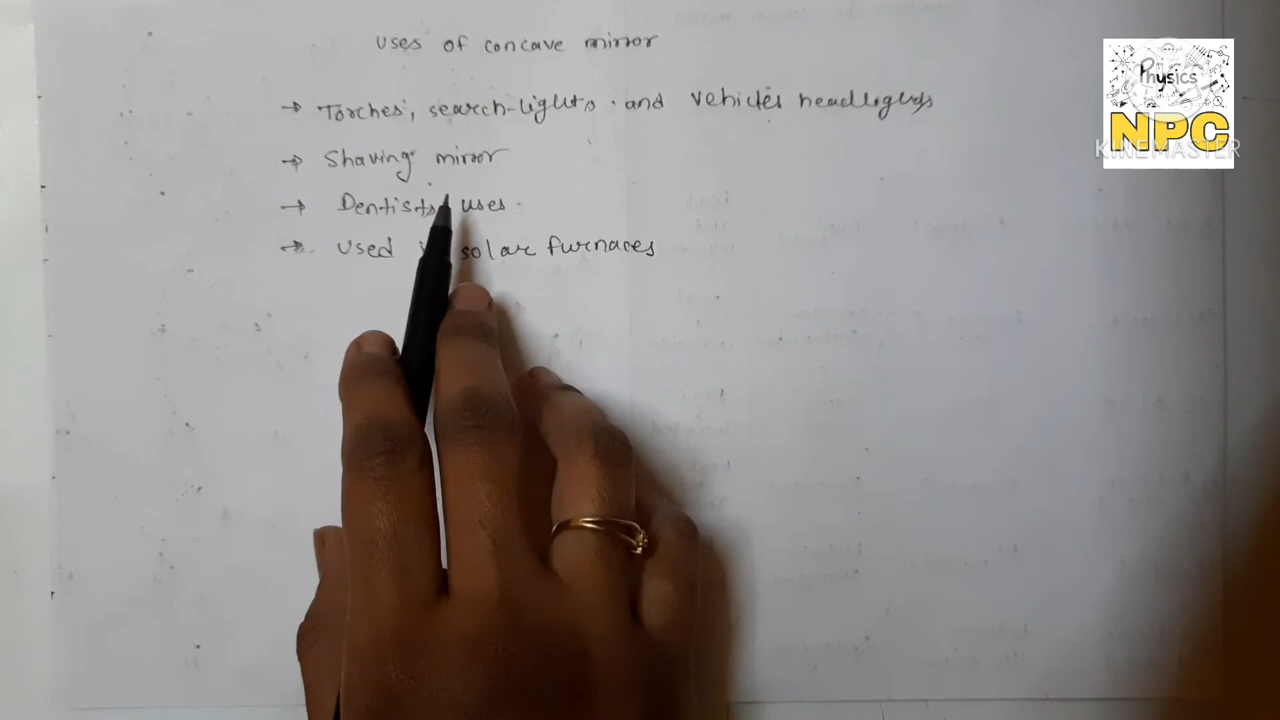 Uses of concave mirror
→ Torches, search-lights and vehicles headlights
→ Shaving mirror
→ Dentists uses
→ Used solar furnaces
Physics
NPC
KINEMASTER